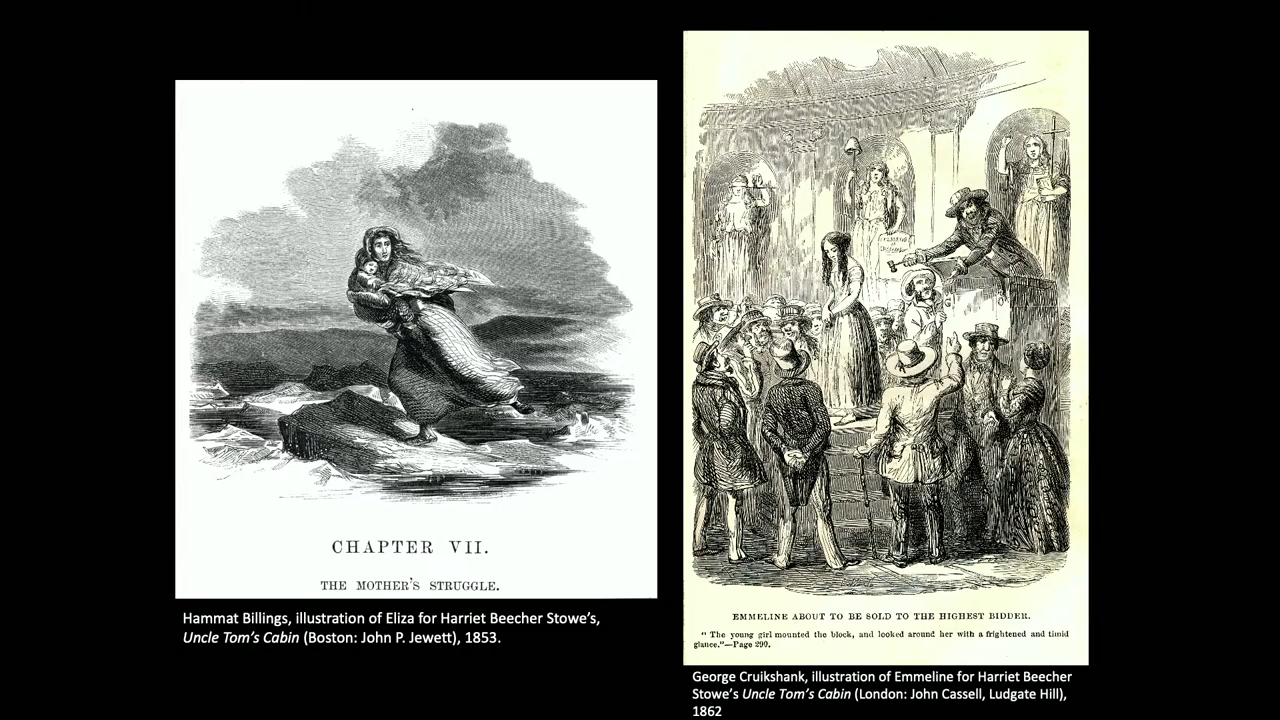 CHAPTER VII.
THE MOTHER'S STRUGGLE.
Hammat Billings, illustration of Eliza for Harriet Beecher Stowe's,
Uncle Tom's Cabin (Boston: John P. Jewett), 1853.
EMMELINE ABOUT TO BE SOLD TO THE HIGHEST BIDDER.
" The young girl mounted the block, and looked around her with a frightened and timid
glance."—Page 290.
George Cruikshank, illustration of Emmeline for Harriet Beecher
Stowe's Uncle Tom's Cabin (London: John Cassell, Ludgate Hill),
1862